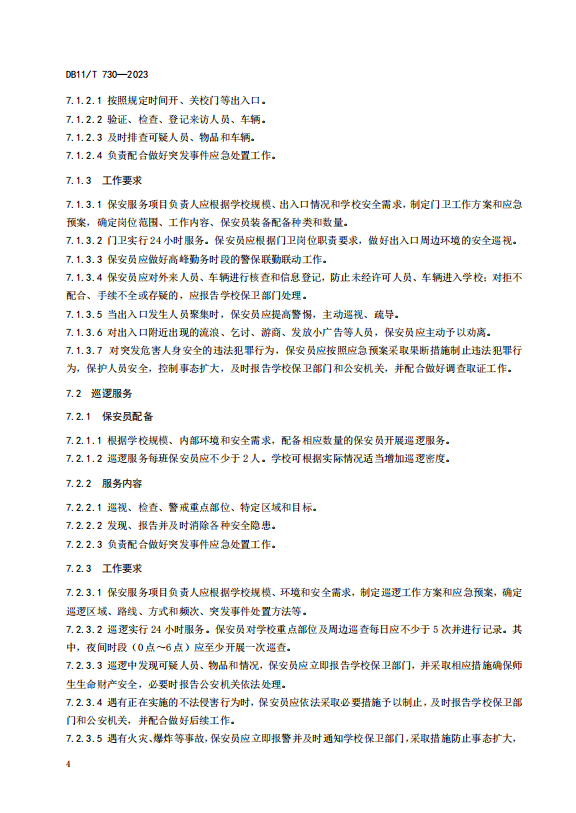 DB11/T 730—2023
7.1.2.1 按照规定时间开、关校门等出入口。
7.1.2.2 验证、检查、登记来访人员、车辆。
7.1.2.3 及时排查可疑人员、物品和车辆。
7.1.2.4 负责配合做好突发事件应急处置工作。
7.1.3 工作要求
7.1.3.1 保安服务项目负责人应根据学校规模、出入口情况和学校安全需求，制定门卫工作方案和应急
预案，确定岗位范围、工作内容、保安员装备配备种类和数量。
7.1.3.2 门卫实行24小时服务。保安员应根据门卫岗位职责要求，做好出入口周边环境的安全巡视。
7.1.3.3 保安员应做好高峰勤务时段的警保联勤联动工作。
7.1.3.4 保安员应对外来人员、车辆进行核查和信息登记，防止未经许可人员、车辆进入学校；对拒不
配合、手续不全或存疑的，应报告学校保卫部门处理。
7.1.3.5 当出入口发生人员聚集时，保安员应提高警惕，主动巡视、疏导。
7.1.3.6 对出入口附近出现的流浪、乞讨、游商、发放小广告等人员，保安员应主动予以劝离。
7.1.3.7 对突发危害人身安全的违法犯罪行为，保安员应按照应急预案采取果断措施制止违法犯罪行
为，保护人员安全，控制事态扩大，及时报告学校保卫部门和公安机关，并配合做好调查取证工作。
7.2 巡逻服务
7.2.1 保安员配备
7.2.1.1 根据学校规模、内部环境和安全需求，配备相应数量的保安员开展巡逻服务。
7.2.1.2 巡逻服务每班保安员应不少于2人。学校可根据实际情况适当增加巡逻密度。
7.2.2 服务内容
7.2.2.1 巡视、检查、警戒重点部位、特定区域和目标。
7.2.2.2 发现、报告并及时消除各种安全隐患。
7.2.2.3 负责配合做好突发事件应急处置工作。
7.2.3 工作要求
7.2.3.1 保安服务项目负责人应根据学校规模、环境和安全需求，制定巡逻工作方案和应急预案，确定
巡逻区域、路线、方式和频次、突发事件处置方法等。
7.2.3.2 巡逻实行24小时服务。保安员对学校重点部位及周边巡查每日应不少于5次并进行记录。其
中，夜间时段（0点～6点）应至少开展一次巡查。
7.2.3.3 巡逻中发现可疑人员、物品和情况，保安员应立即报告学校保卫部门，并采取相应措施确保师
生生命财产安全，必要时报告公安机关依法处理。
7.2.3.4 遇有正在实施的不法侵害行为时，保安员应依法采取必要措施予以制止，及时报告学校保卫部
门和公安机关，并配合做好后续工作。
7.2.3.5 遇有火灾、爆炸等事故，保安员应立即报警并及时通知学校保卫部门，采取措施防止事态扩大，
4